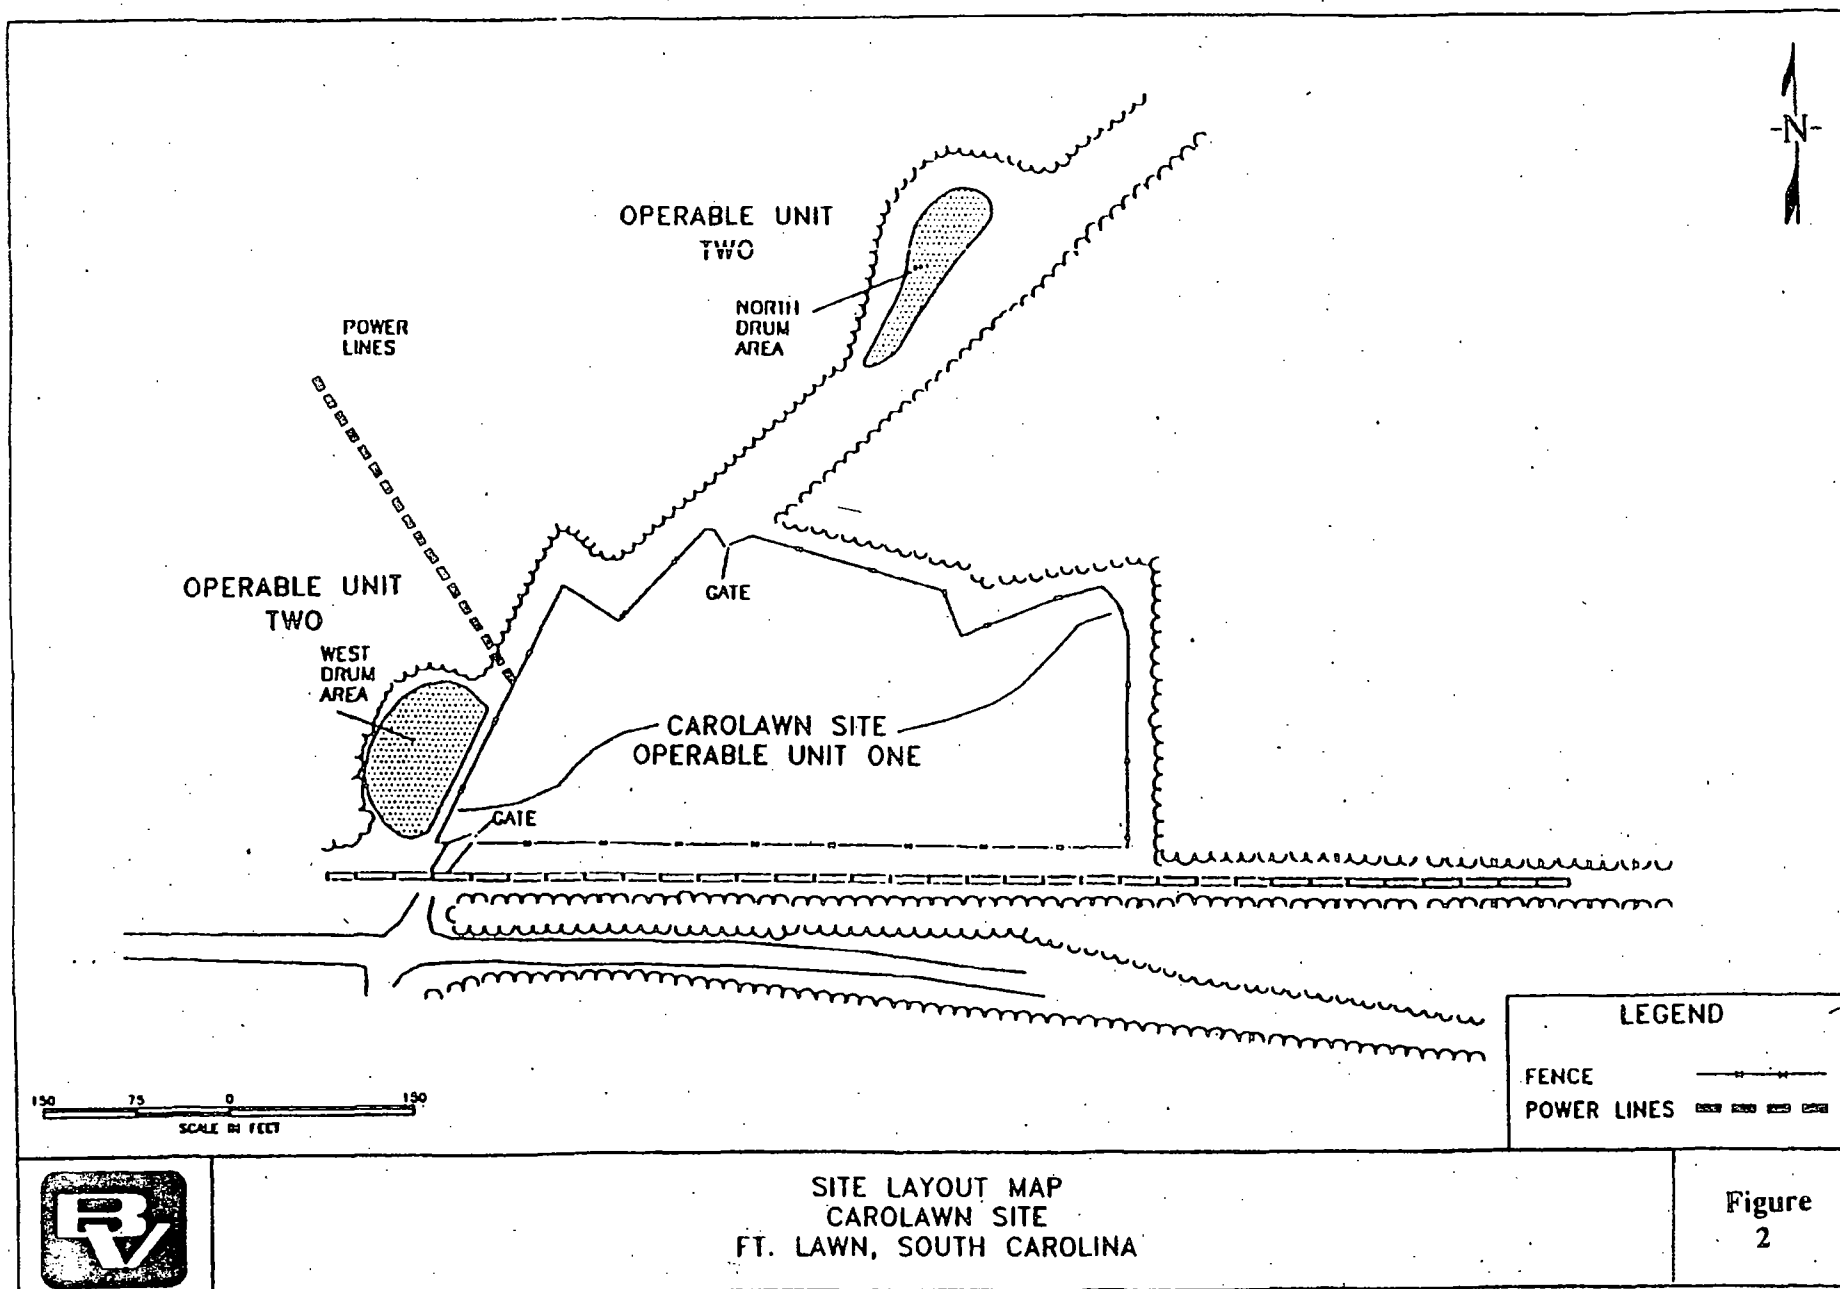 -N-
OPERABLE UNIT
TWO
NORTH
DRUM
AREA
POWER
LINES
GATE
OPERABLE UNIT
TWO
WEST
DRUM
AREA
CAROLAWN SITE
OPERABLE UNIT ONE
GATE
LEGEND
FENCE
POWER LINES
150 75 0 150
SCALE IN FEET
BV
SITE LAYOUT MAP
CAROLAWN SITE
FT. LAWN, SOUTH CAROLINA
Figure
2